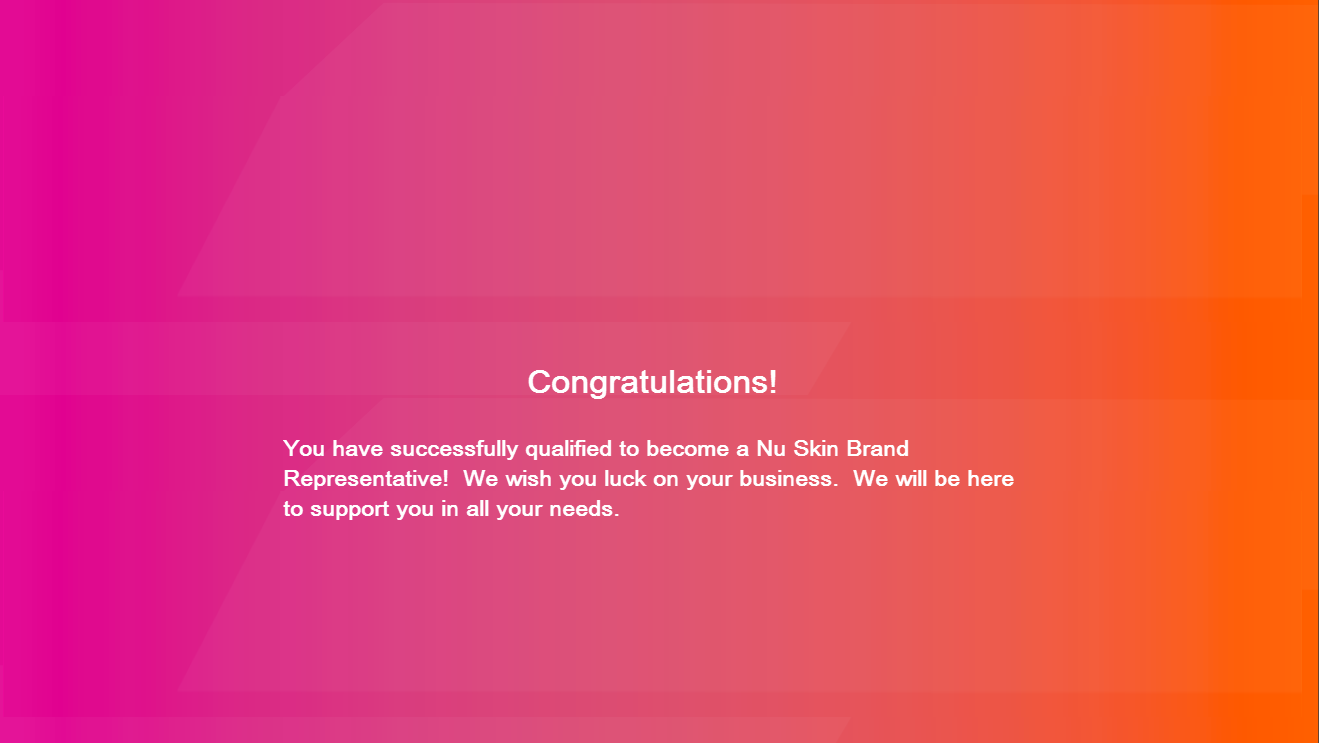 Congratulations!
You have successfully qualified to become a Nu Skin Brand
Representative!  We wish you luck on your business.  We will be here
to support you in all your needs.